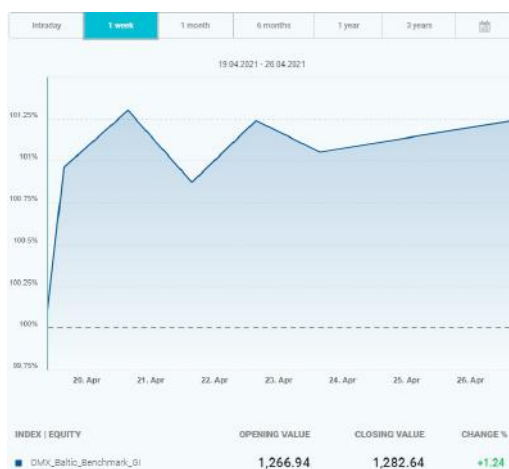 Intraday 1 week 1 month 6 months 1 year 3 years
19.04.2021 - 26.04.2021
101.25%
101%
100.75%
100.5%
100.25%
100%
99.75%
20. Apr 21. Apr 22. Apr 23. Apr 24. Apr 25. Apr 26. Apr
INDEX | EQUITY OPENING VALUE CLOSING VALUE CHANGE %
OMX_Baltic_Benchmark_GI 1,266.94 1,282.64 +1.24